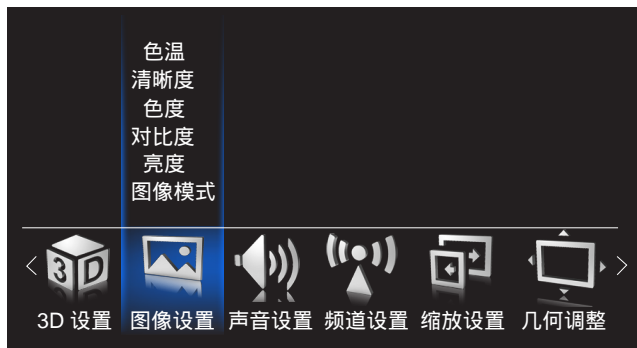 色温
清晰度
色度
对比度
亮度
图像模式
3D
3D 设置 图像设置 声音设置 频道设置 缩放设置 几何调整